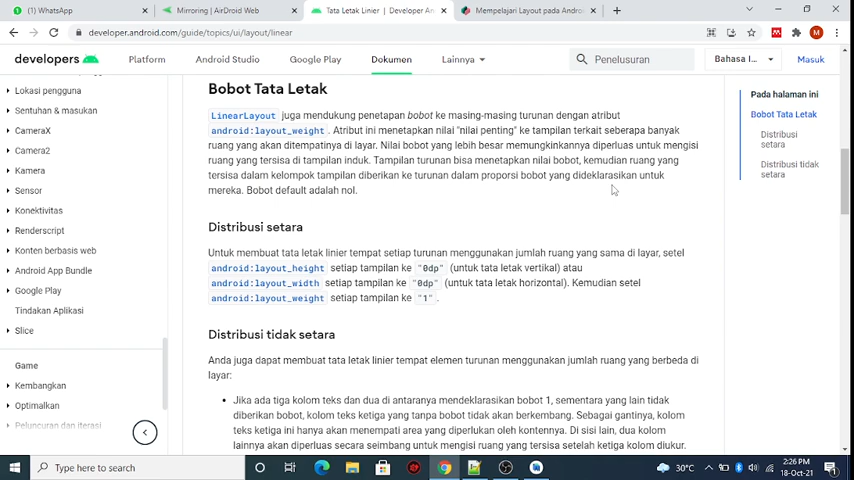 (1) WhatsApp
Mirroring | AirDroid Web
Tata Letak Linier | Developer An
Mempelajari Layout pada Andro
developer.android.com/guide/topics/ui/layout/linear
developers
Platform
Android Studio
Google Play
Dokumen
Lainnya
Penelusuran
Bahasa I...
Masuk
Lokasi pengguna
Sentuhan & masukan
CameraX
Camera2
Kamera
Sensor
Konektivitas
Renderscript
Konten berbasis web
Android App Bundle
Google Play
Tindakan Aplikasi
Slice
Game
Kembangkan
Optimalkan
Peluncuran dan iterasi
Bobot Tata Letak
LinearLayout juga mendukung penetapan bobot ke masing-masing turunan dengan atribut
android:layout_weight. Atribut ini menetapkan nilai "nilai penting" ke tampilan terkait seberapa banyak
ruang yang akan ditempatinya di layar. Nilai bobot yang lebih besar memungkinkannya diperluas untuk mengisi
ruang yang tersisa di tampilan induk. Tampilan turunan bisa menetapkan nilai bobot, kemudian ruang yang
tersisa dalam kelompok tampilan diberikan ke turunan dalam proporsi bobot yang dideklarasikan untuk
mereka. Bobot default adalah nol.
Distribusi setara
Untuk membuat tata letak linier tempat setiap turunan menggunakan jumlah ruang yang sama di layar, setel
android:layout_height setiap tampilan ke "0dp" (untuk tata letak vertikal) atau
android:layout_width setiap tampilan ke "0dp" (untuk tata letak horizontal). Kemudian setel
android:layout_weight setiap tampilan ke "1".
Distribusi tidak setara
Anda juga dapat membuat tata letak linier tempat elemen turunan menggunakan jumlah ruang yang berbeda di
layar:
• Jika ada tiga kolom teks dan dua di antaranya mendeklarasikan bobot 1, sementara yang lain tidak
diberikan bobot, kolom teks ketiga yang tanpa bobot tidak akan berkembang. Sebagai gantinya, kolom
teks ketiga ini hanya akan menempati area yang diperlukan oleh kontennya. Di sisi lain, dua kolom
lainnya akan diperluas secara seimbang untuk mengisi ruang yang tersisa setelah ketiga kolom diukur.
Pada halaman ini
Bobot Tata Letak
Distribusi
setara
Distribusi tidak
setara
Type here to search
30°C
2:26 PM
18-Oct-21